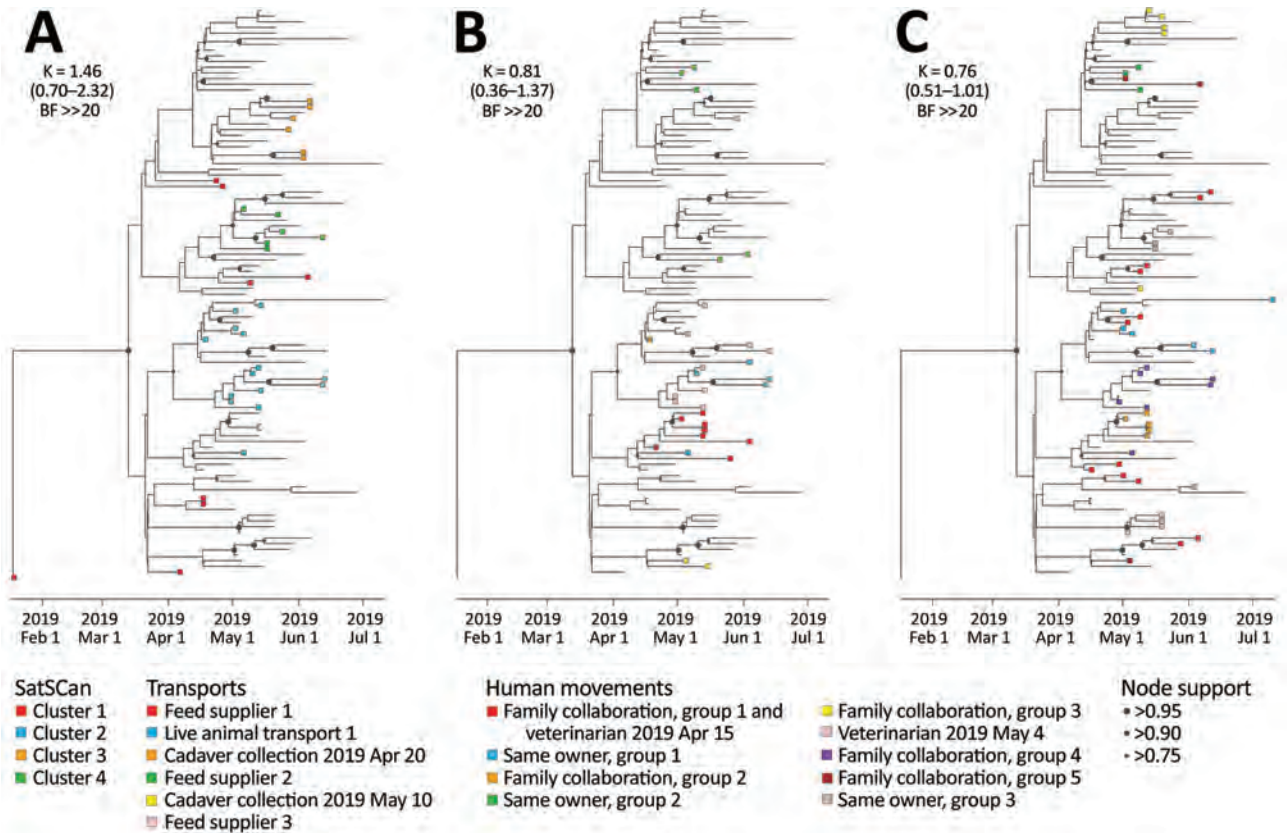 A
K = 1.46
(0.70–2.32)
BF >>20
B
K = 0.81
(0.36–1.37)
BF >>20
C
K = 0.76
(0.51–1.01)
BF >>20
2019 2019 2019 2019 2019 2019
Feb 1 Mar 1 Apr 1 May 1 Jun 1 Jul 1
2019 2019 2019 2019 2019 2019
Feb 1 Mar 1 Apr 1 May 1 Jun 1 Jul 1
2019 2019 2019 2019 2019 2019
Feb 1 Mar 1 Apr 1 May 1 Jun 1 Jul 1
SatSCan
Cluster 1
Cluster 2
Cluster 3
Cluster 4
Transports
Feed supplier 1
Live animal transport 1
Cadaver collection 2019 Apr 20
Feed supplier 2
Cadaver collection 2019 May 10
Feed supplier 3
Human movements
Family collaboration, group 1 and
veterinarian 2019 Apr 15
Same owner, group 1
Family collaboration, group 2
Same owner, group 2
Family collaboration, group 3
Veterinarian 2019 May 4
Family collaboration, group 4
Family collaboration, group 5
Same owner, group 3
Node support
>0.95
>0.90
>0.75